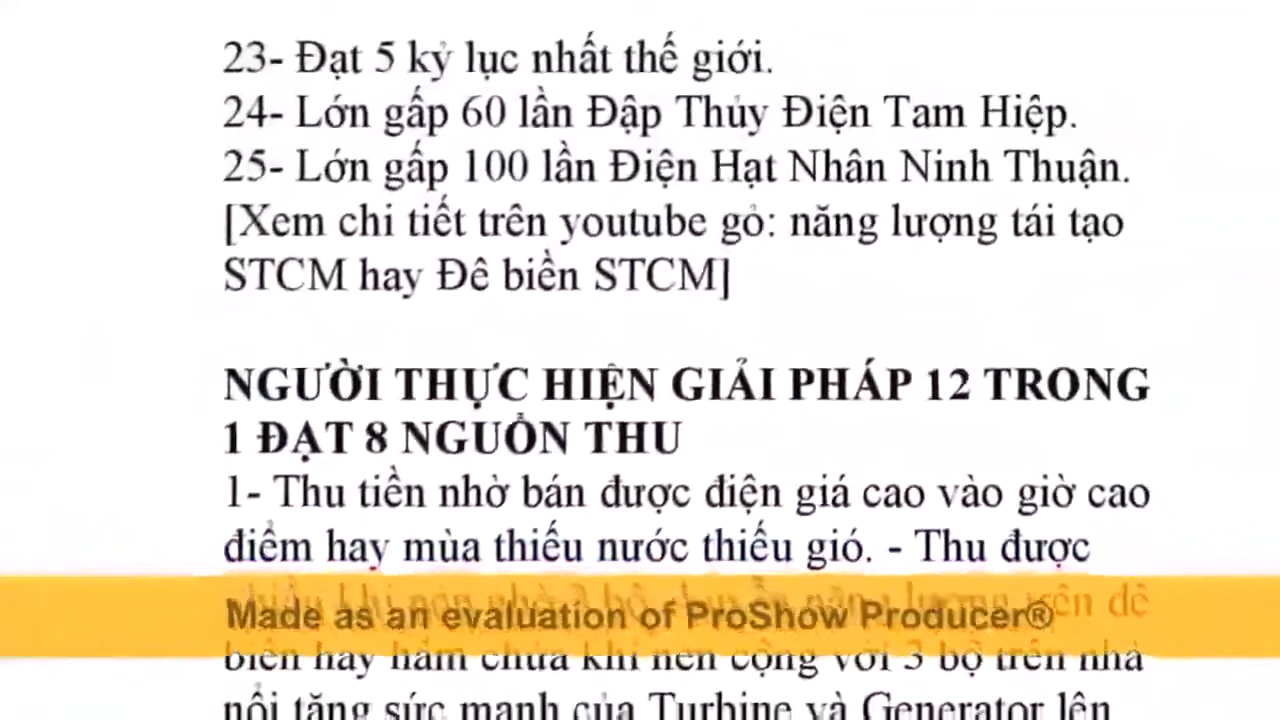 23- Đạt 5 kỷ lục nhất thế giới.
24- Lớn gấp 60 lần Đập Thủy Điện Tam Hiệp.
25- Lớn gấp 100 lần Điện Hạt Nhân Ninh Thuận.
[Xem chi tiết trên youtube gỏ: năng lượng tái tạo
STCM hay Đê biền STCM]
NGƯỜI THỰC HIỆN GIẢI PHÁP 12 TRONG
1 ĐẠT 8 NGUỒN THU
1- Thu tiền nhờ bán được điện giá cao vào giờ cao
điểm hay mùa thiếu nước thiếu gió. - Thu được
Made as an evaluation of ProShow Producer®
biển hay hầm chứa khí nén cộng với 3 bộ trên nhà
nổi tăng sức mạnh của Turbine và Generator lên